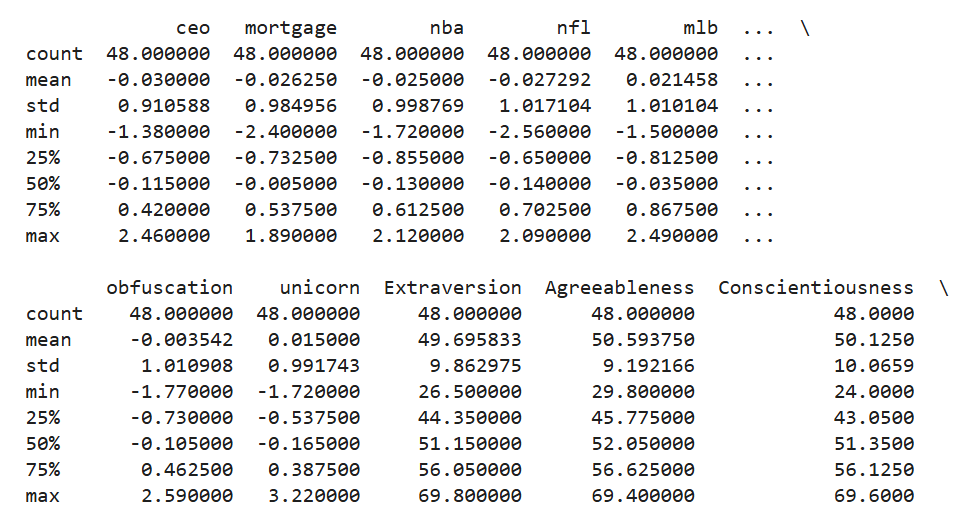 ceo   mortgage        nba        nfl        mlb  ...  \
count 48.000000 48.000000 48.000000 48.000000 48.000000 ...
mean -0.030000 -0.026250 -0.025000 -0.027292 0.021458 ...
std 0.910588 0.984956 0.998769 1.017104 1.010104 ...
min -1.380000 -2.400000 -1.720000 -2.560000 -1.500000 ...
25% -0.675000 -0.732500 -0.855000 -0.650000 -0.812500 ...
50% -0.115000 -0.005000 -0.130000 -0.140000 -0.035000 ...
75% 0.420000 0.537500 0.612500 0.702500 0.867500 ...
max 2.460000 1.890000 2.120000 2.090000 2.490000 ...
obfuscation unicorn Extraversion Agreeableness Conscientiousness \
count 48.000000 48.000000 48.000000 48.000000 48.0000
mean -0.003542 0.015000 49.695833 50.593750 50.1250
std 1.010908 0.991743 9.862975 9.192166 10.0659
min -1.770000 -1.720000 26.500000 29.800000 24.0000
25% -0.730000 -0.537500 44.350000 45.775000 43.0500
50% -0.105000 -0.165000 51.150000 52.050000 51.3500
75% 0.462500 0.387500 56.050000 56.625000 56.1250
max 2.590000 3.220000 69.800000 69.400000 69.6000